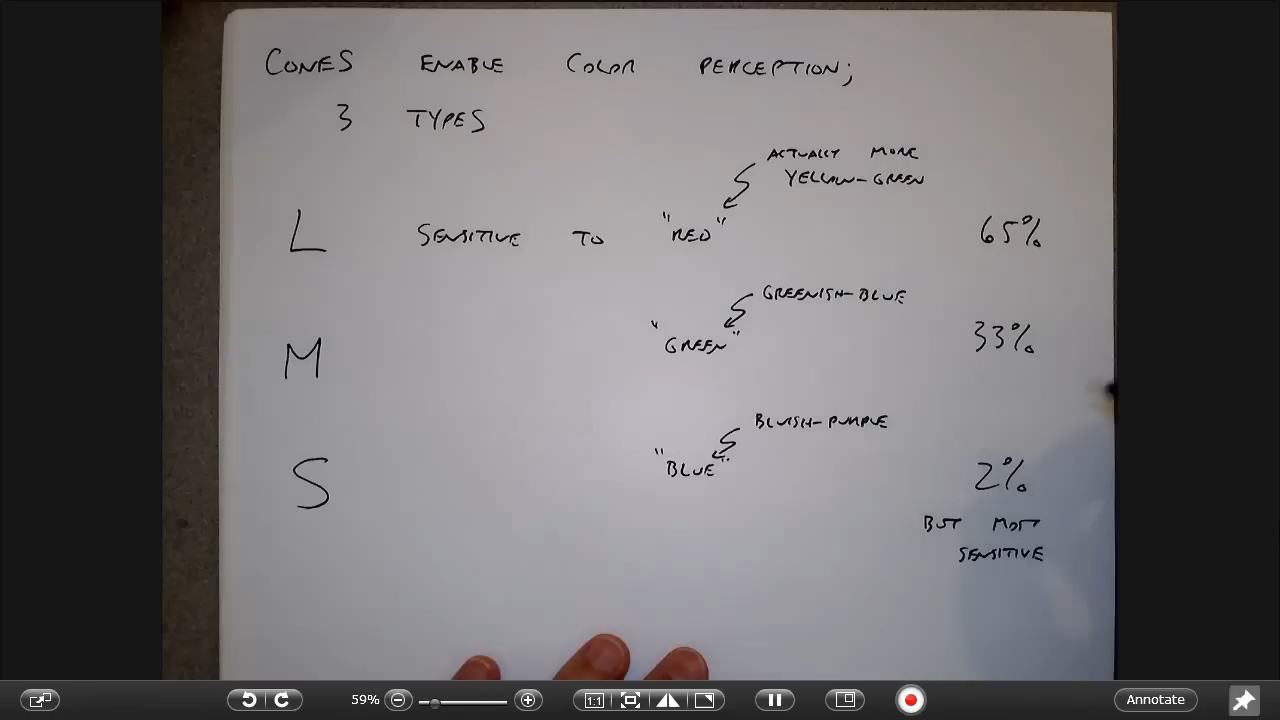 CONES ENABLE COLOR PERCEPTION;
3 TYPES
ACTUALLY MORE
YELLOW-GREEN
L SENSITIVE TO "RED" 65%
GREENISH-BLUE
M "GREEN" 33%
BLUISH-PURPLE
S "BLUE" 2%
BUT MOST
SENSITIVE
59% 1:1 Annotate